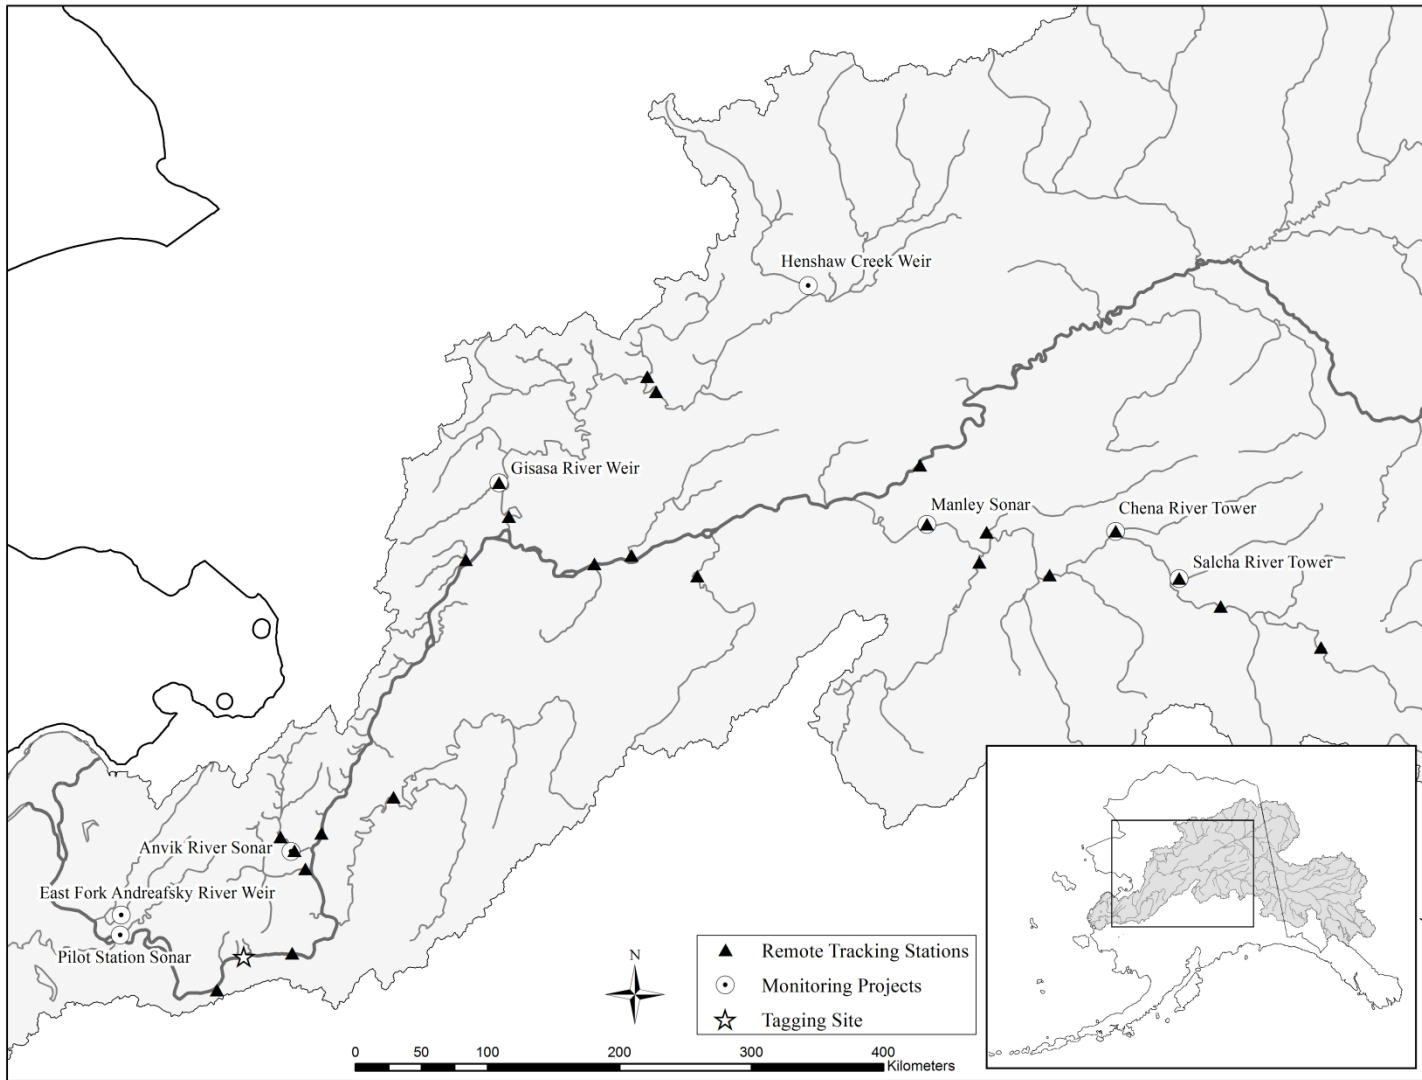 Henshaw Creek Weir
Gisasa River Weir
Manley Sonar
Chena River Tower
Salcha River Tower
Anvik River Sonar
East Fork Andreafsky River Weir
Pilot Station Sonar
N
Remote Tracking Stations
Monitoring Projects
Tagging Site
0 50 100 200 300 400
Kilometers